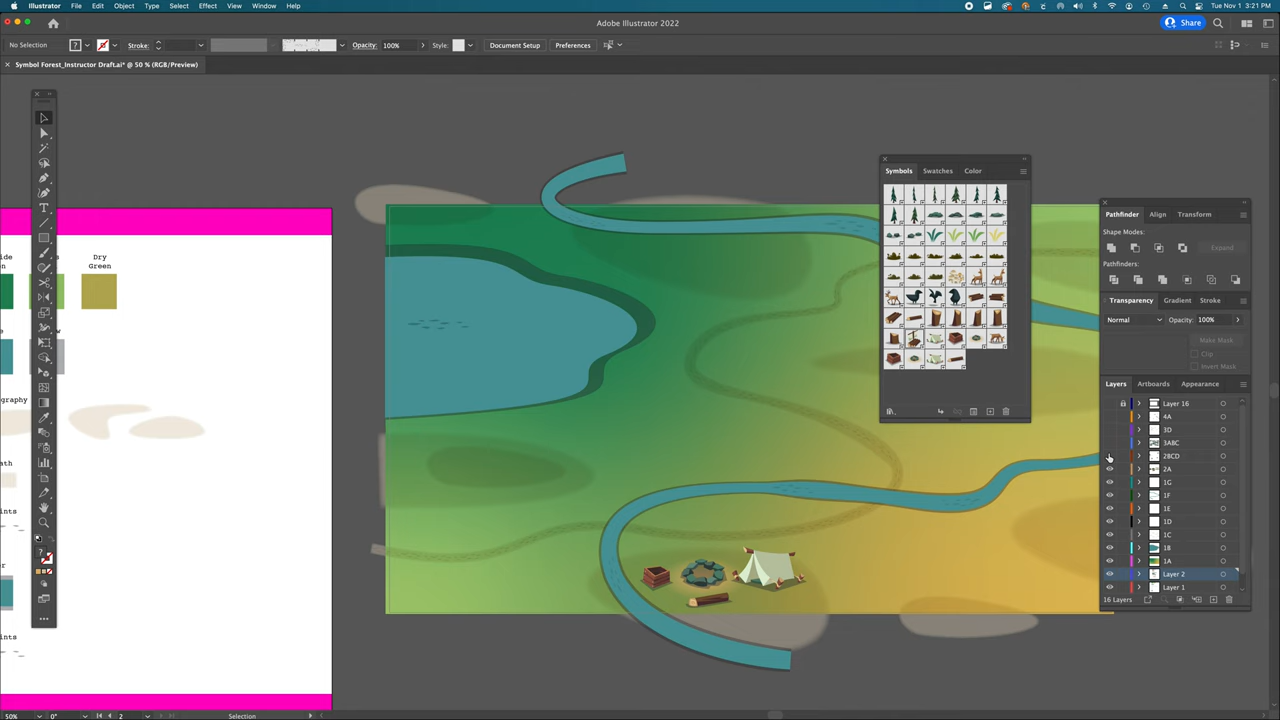 Illustrator File Edit Object Type Select Effect View Window Help
Tue Nov 1 3:21 PM
Adobe Illustrator 2022
Share
No Selection
Stroke:
Opacity: 100%
Style:
Document Setup
Preferences
Symbol Forest_Instructor Draft.ai* @ 50 % (RGB/Preview)
Dry
Green
Symbols Swatches Color
Pathfinder Align Transform
Shape Modes:
Expand
Pathfinders:
Transparency Gradient Stroke
Normal Opacity: 100%
Make Mask
Clip
Invert Mask
Layers Artboards Appearance
Layer 16
4A
3D
3ABC
2BCD
2A
1G
1F
1E
1D
1C
1B
1A
Layer 2
Layer 1
16 Layers
50% 0° 2 Selection